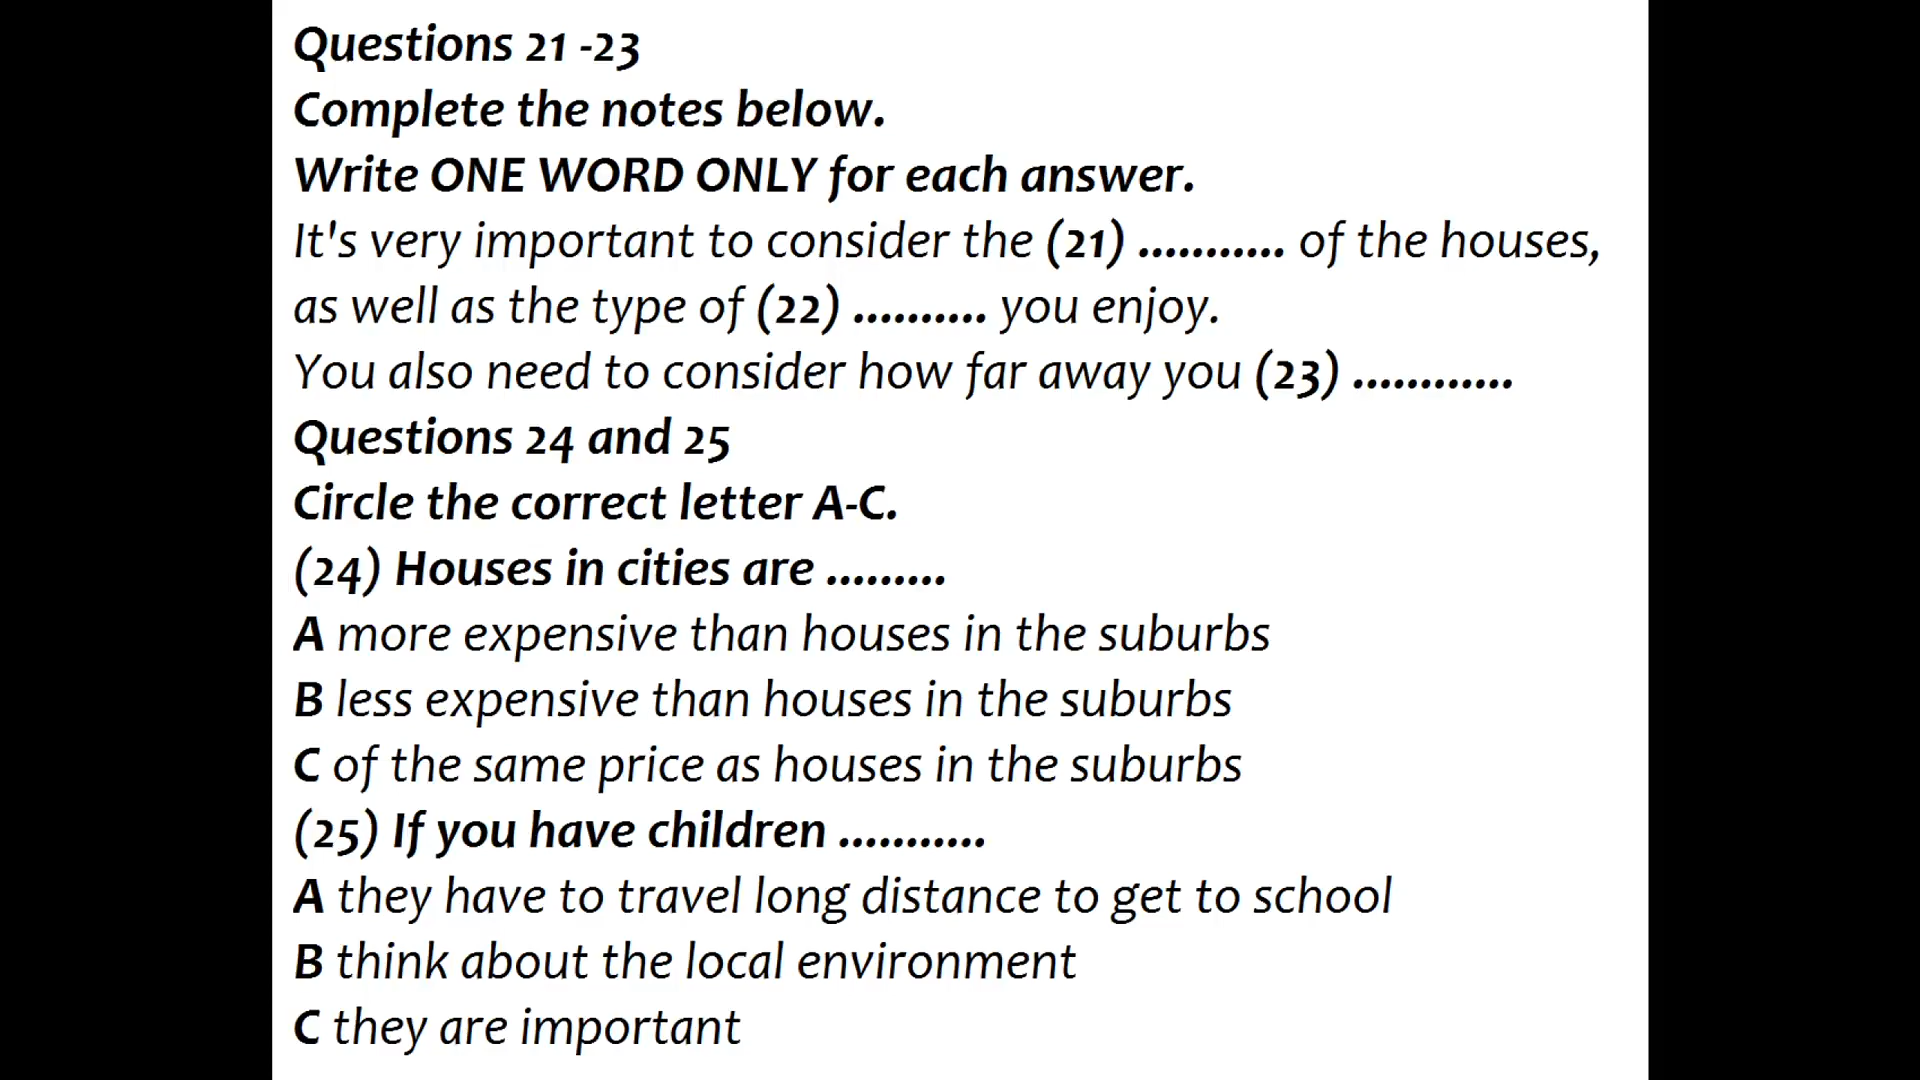 Questions 21 -23
Complete the notes below.
Write ONE WORD ONLY for each answer.
It's very important to consider the (21) ........... of the houses,
as well as the type of (22) .......... you enjoy.
You also need to consider how far away you (23) ............
Questions 24 and 25
Circle the correct letter A-C.
(24) Houses in cities are .........
A more expensive than houses in the suburbs
B less expensive than houses in the suburbs
C of the same price as houses in the suburbs
(25) If you have children ...........
A they have to travel long distance to get to school
B think about the local environment
C they are important